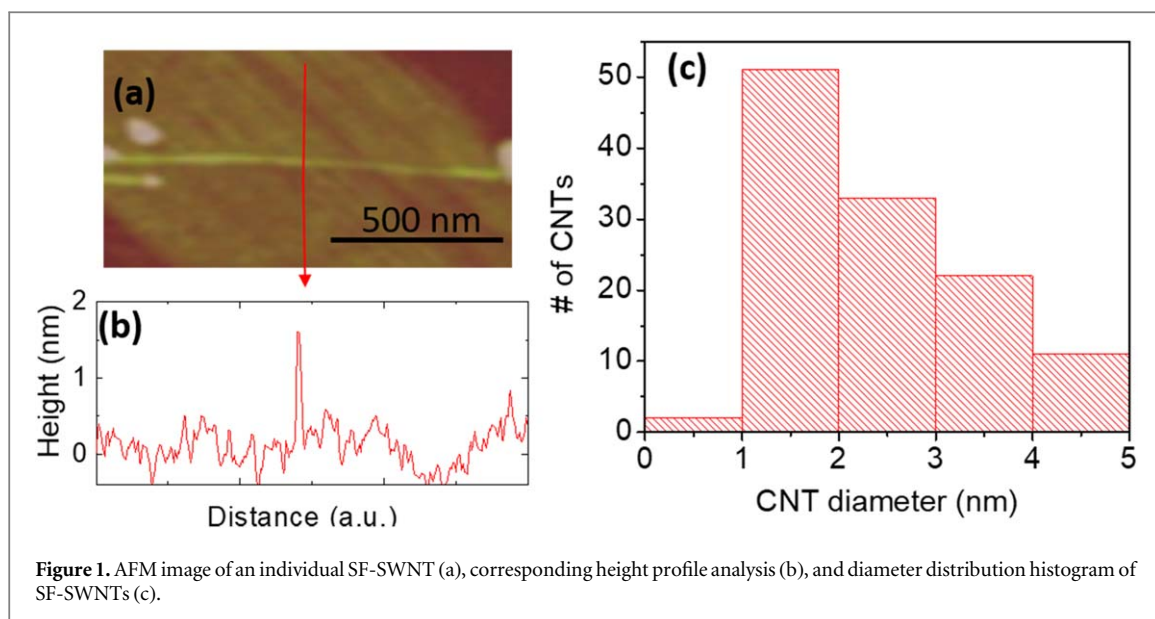 (a)
500 nm
2
1
0
Height (nm)
(b)
Distance (a.u.)
(c)
50
40
30
20
10
0
# of CNTs
0 1 2 3 4 5
CNT diameter (nm)
Figure 1. AFM image of an individual SF-SWNT (a), corresponding height profile analysis (b), and diameter distribution histogram of
SF-SWNTs (c).